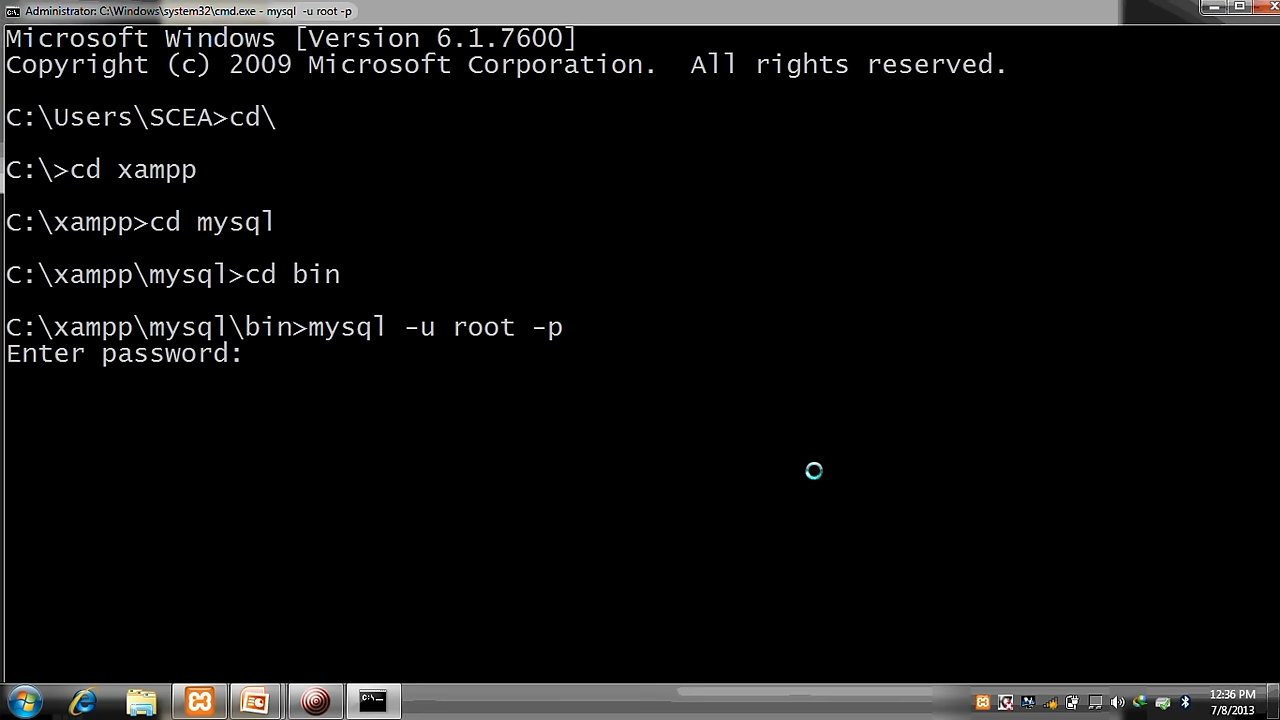 Administrator: C:\Windows\system32\cmd.exe - mysql -u root -p
Microsoft Windows [Version 6.1.7600]
Copyright (c) 2009 Microsoft Corporation.  All rights reserved.
C:\Users\SCEA>cd\
C:\>cd xampp
C:\xampp>cd mysql
C:\xampp\mysql>cd bin
C:\xampp\mysql\bin>mysql -u root -p
Enter password:
12:36 PM
7/8/2013